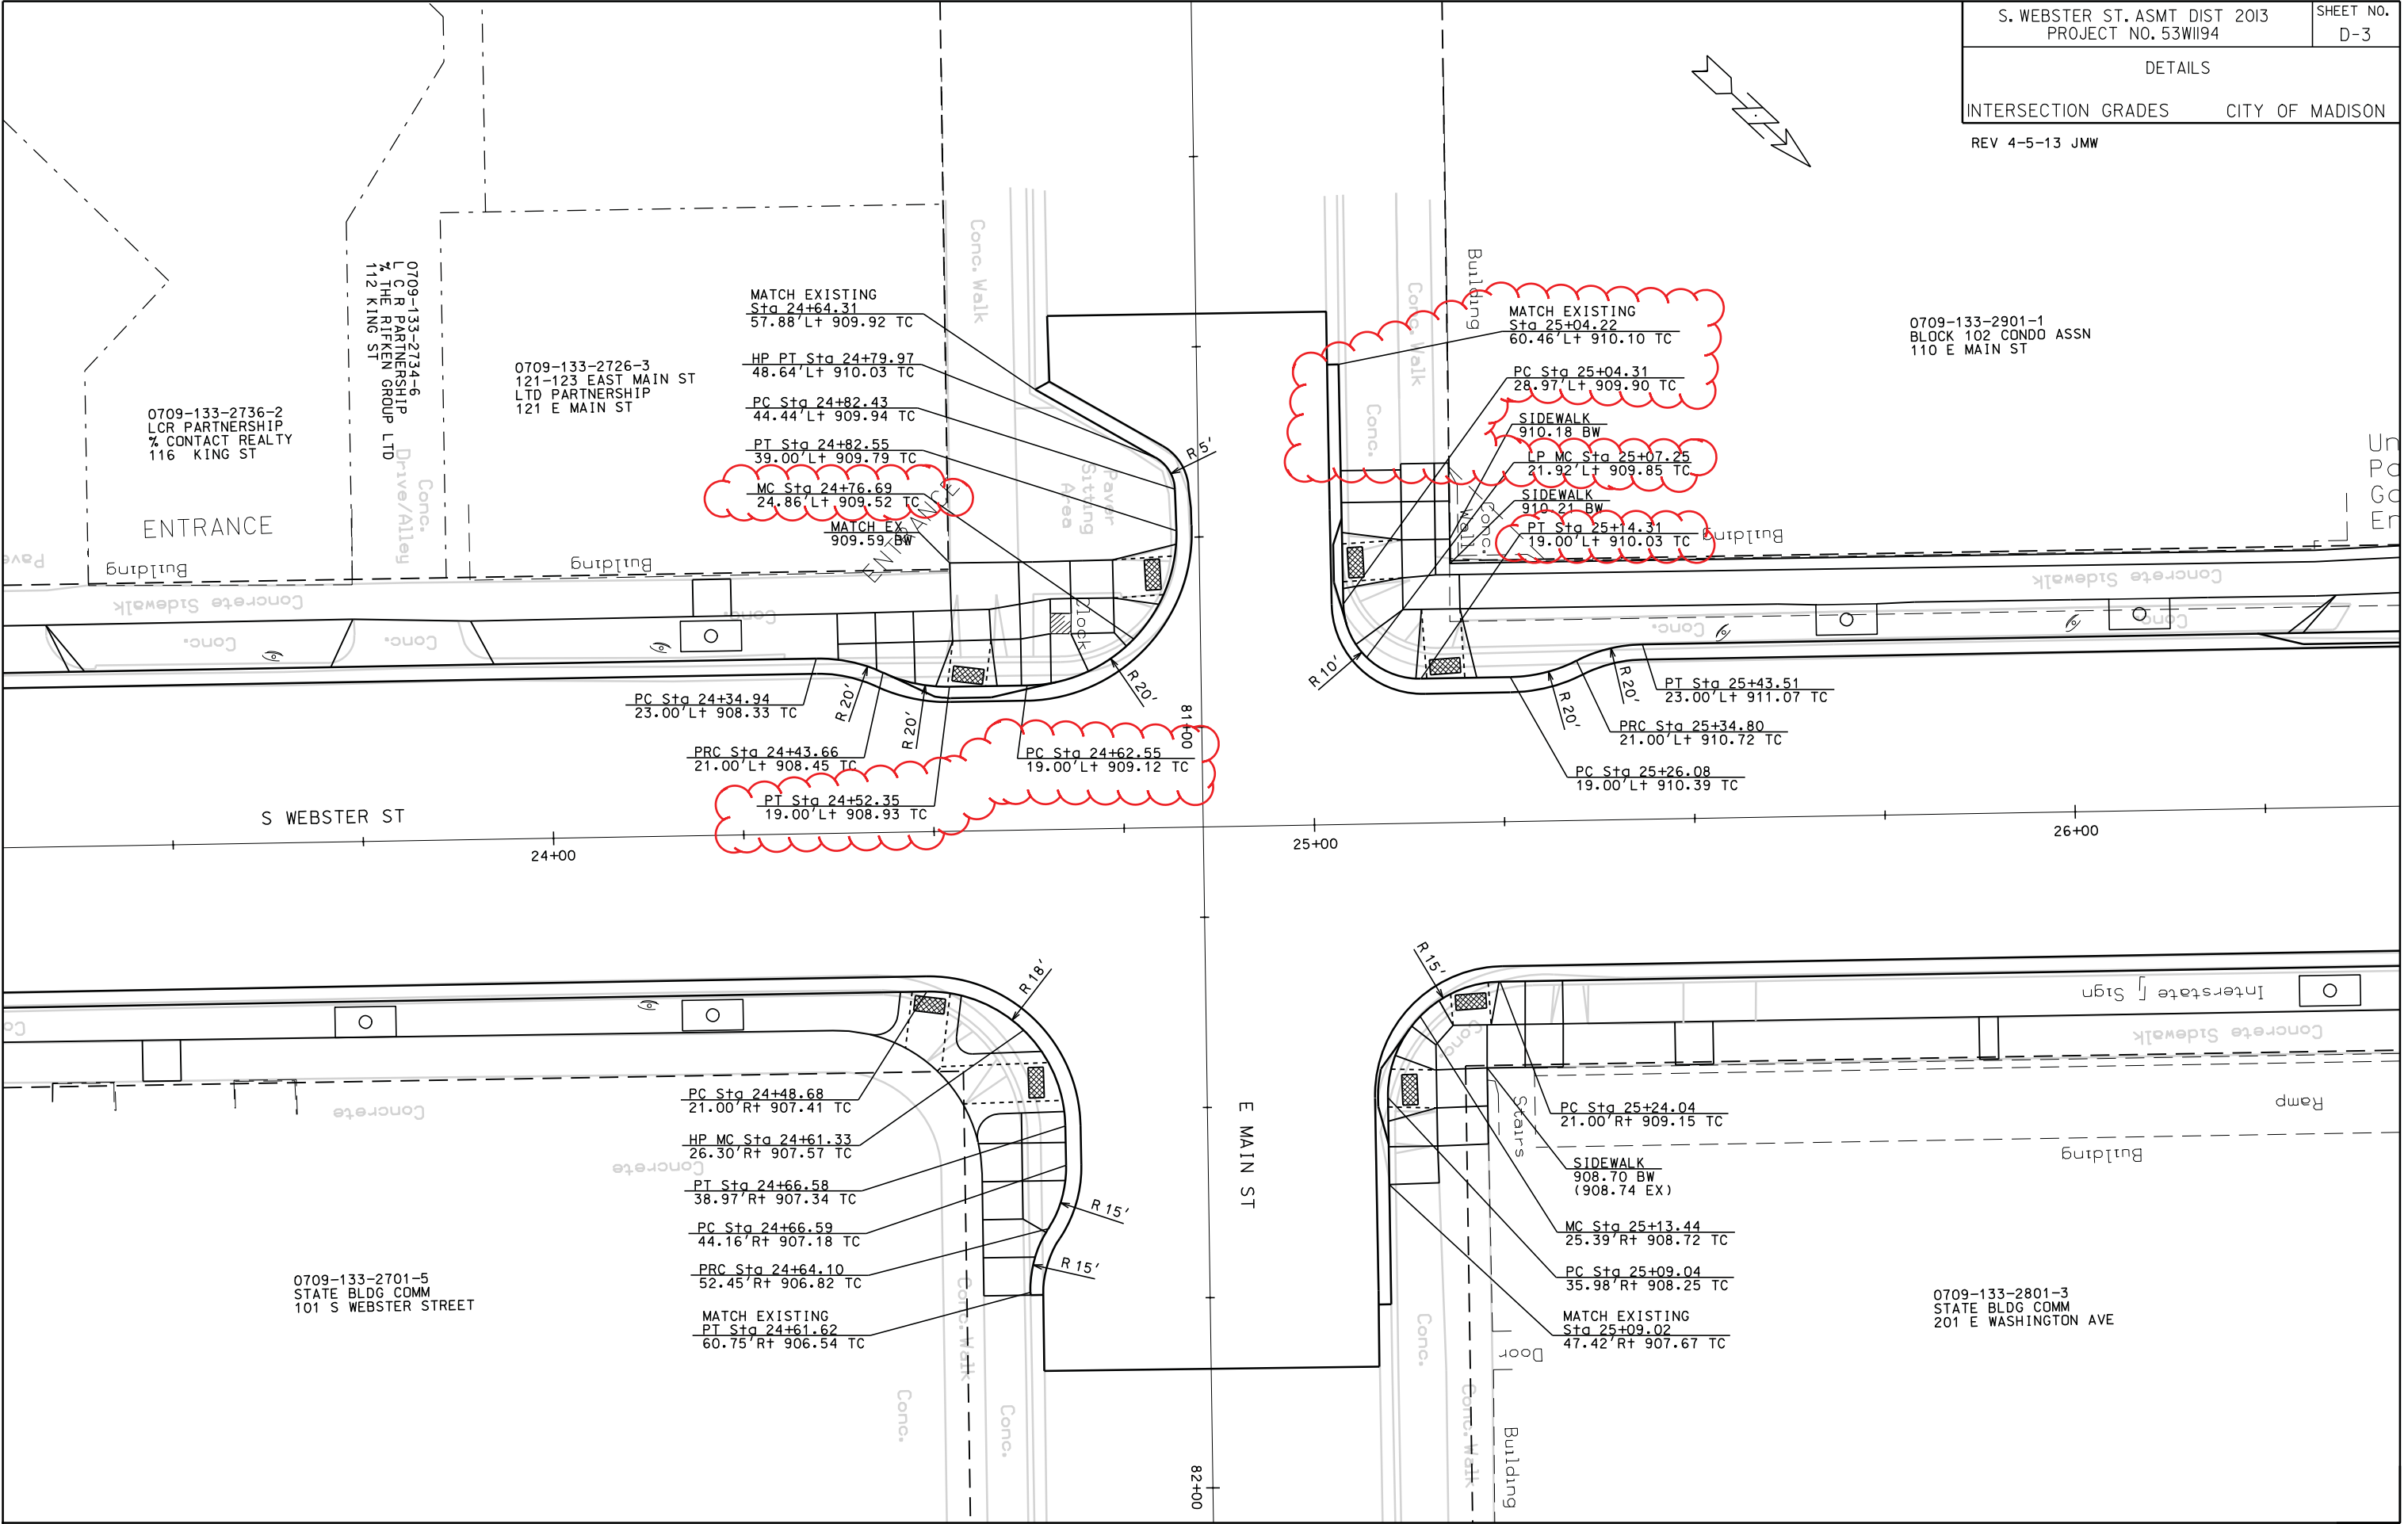 S. WEBSTER ST. ASMT DIST 2013
PROJECT NO. 53W1194
SHEET NO.
D-3
DETAILS
INTERSECTION GRADES CITY OF MADISON
REV 4-5-13 JMW
0709-133-2736-2
LCR PARTNERSHIP
% CONTACT REALTY
116 KING ST
0709-133-2734-6
L C R PARTNERSHIP
% THE RIFKEN GROUP LTD
112 KING ST
0709-133-2726-3
121-123 EAST MAIN ST
LTD PARTNERSHIP
121 E MAIN ST
0709-133-2901-1
BLOCK 102 CONDO ASSN
110 E MAIN ST
MATCH EXISTING
Sta 24+64.31
57.88'Lt 909.92 TC
HP PT Sta 24+79.97
48.64'Lt 910.03 TC
PC Sta 24+82.43
44.44'Lt 909.94 TC
PT Sta 24+82.55
39.00'Lt 909.79 TC
MC Sta 24+76.69
24.86'Lt 909.52 TC
MATCH EX
909.59 BW
MATCH EXISTING
Sta 25+04.22
60.46'Lt 910.10 TC
PC Sta 25+04.31
28.97'Lt 909.90 TC
SIDEWALK
910.18 BW
LP MC Sta 25+07.25
21.92'Lt 909.85 TC
SIDEWALK
910.21 BW
PT Sta 25+14.31
19.00'Lt 910.03 TC
Conc. Walk
Conc. Walk
Conc.
Building
Paver
Sitting
Area
Conc.
Wall
R 5'
ENTRANCE
ENTRANCE
Conc.
Drive/Alley
Un
Pa
Ga
En
Pave
Building
Building
Building
Concrete Sidewalk
Concrete Sidewalk
Conc.
Conc.
Conc.
Conc.
Conc
Clock
R 20'
R 20'
R 20'
R 10'
R 20'
R 20'
PC Sta 24+34.94
23.00'Lt 908.33 TC
PRC Sta 24+43.66
21.00'Lt 908.45 TC
PT Sta 24+52.35
19.00'Lt 908.93 TC
PC Sta 24+62.55
19.00'Lt 909.12 TC
81+00
PT Sta 25+43.51
23.00'Lt 911.07 TC
PRC Sta 25+34.80
21.00'Lt 910.72 TC
PC Sta 25+26.08
19.00'Lt 910.39 TC
S WEBSTER ST
24+00
25+00
26+00
R 18'
R 15'
Interstate
Sign
Concrete Sidewalk
Co
Conc.
PC Sta 24+48.68
21.00'Rt 907.41 TC
HP MC Sta 24+61.33
26.30'Rt 907.57 TC
PT Sta 24+66.58
38.97'Rt 907.34 TC
PC Sta 24+66.59
44.16'Rt 907.18 TC
PRC Sta 24+64.10
52.45'Rt 906.82 TC
MATCH EXISTING
PT Sta 24+61.62
60.75'Rt 906.54 TC
Concrete
Concrete
R 15'
R 15'
E MAIN ST
PC Sta 25+24.04
21.00'Rt 909.15 TC
SIDEWALK
908.70 BW
(908.74 EX)
MC Sta 25+13.44
25.39'Rt 908.72 TC
PC Sta 25+09.04
35.98'Rt 908.25 TC
MATCH EXISTING
Sta 25+09.02
47.42'Rt 907.67 TC
Stairs
Ramp
Building
0709-133-2701-5
STATE BLDG COMM
101 S WEBSTER STREET
0709-133-2801-3
STATE BLDG COMM
201 E WASHINGTON AVE
Conc. Walk
Conc.
Conc.
Conc.
Door
Conc. Walk
Building
82+00